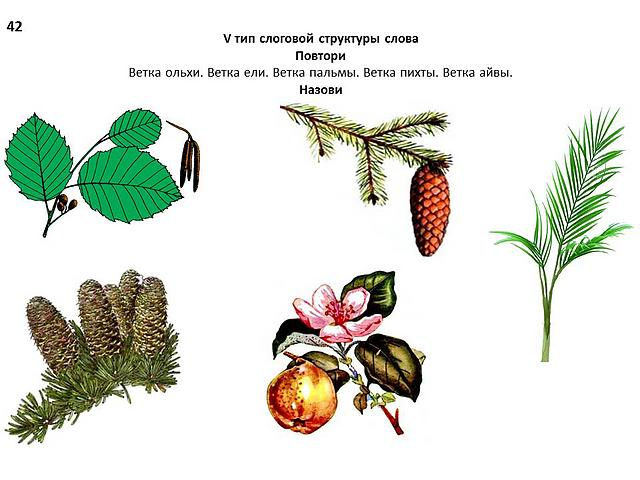 42
V тип слоговой структуры слова
Повтори
Ветка ольхи. Ветка ели. Ветка пальмы. Ветка пихты. Ветка айвы.
Назови